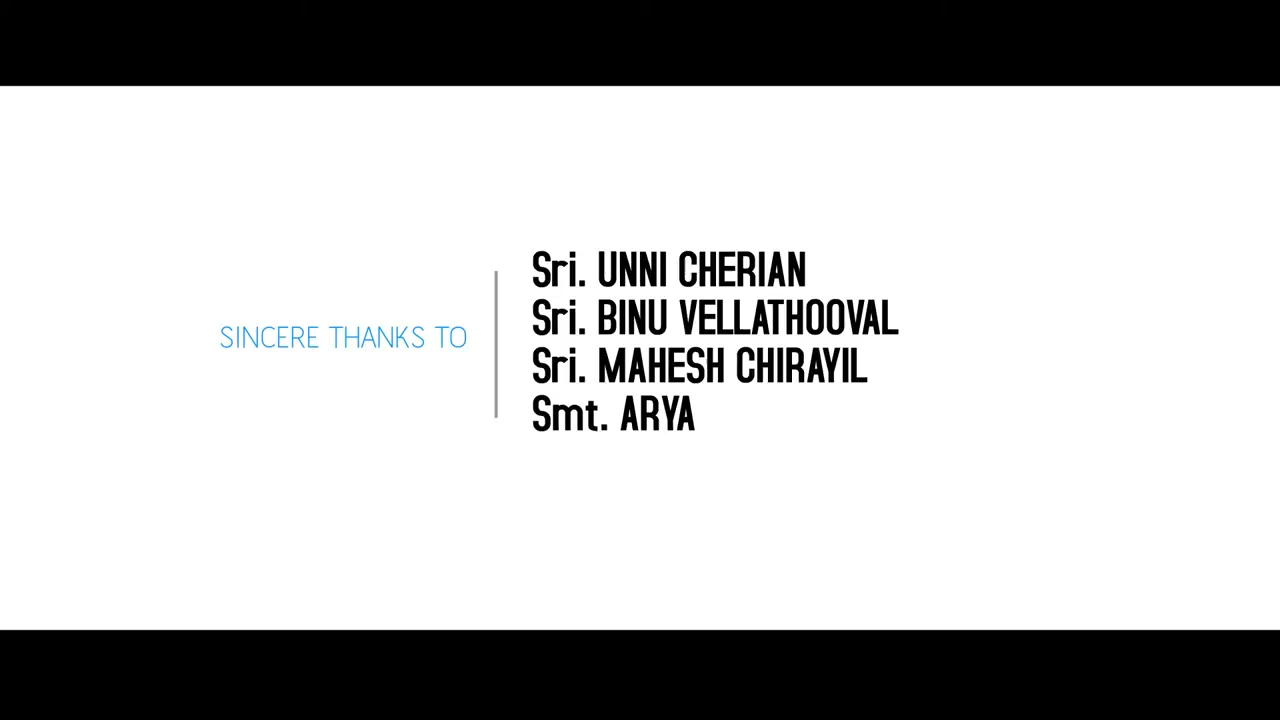 SINCERE THANKS TO
Sri. UNNI CHERIAN
Sri. BINU VELLATHOOVAL
Sri. MAHESH CHIRAYIL
Smt. ARYA